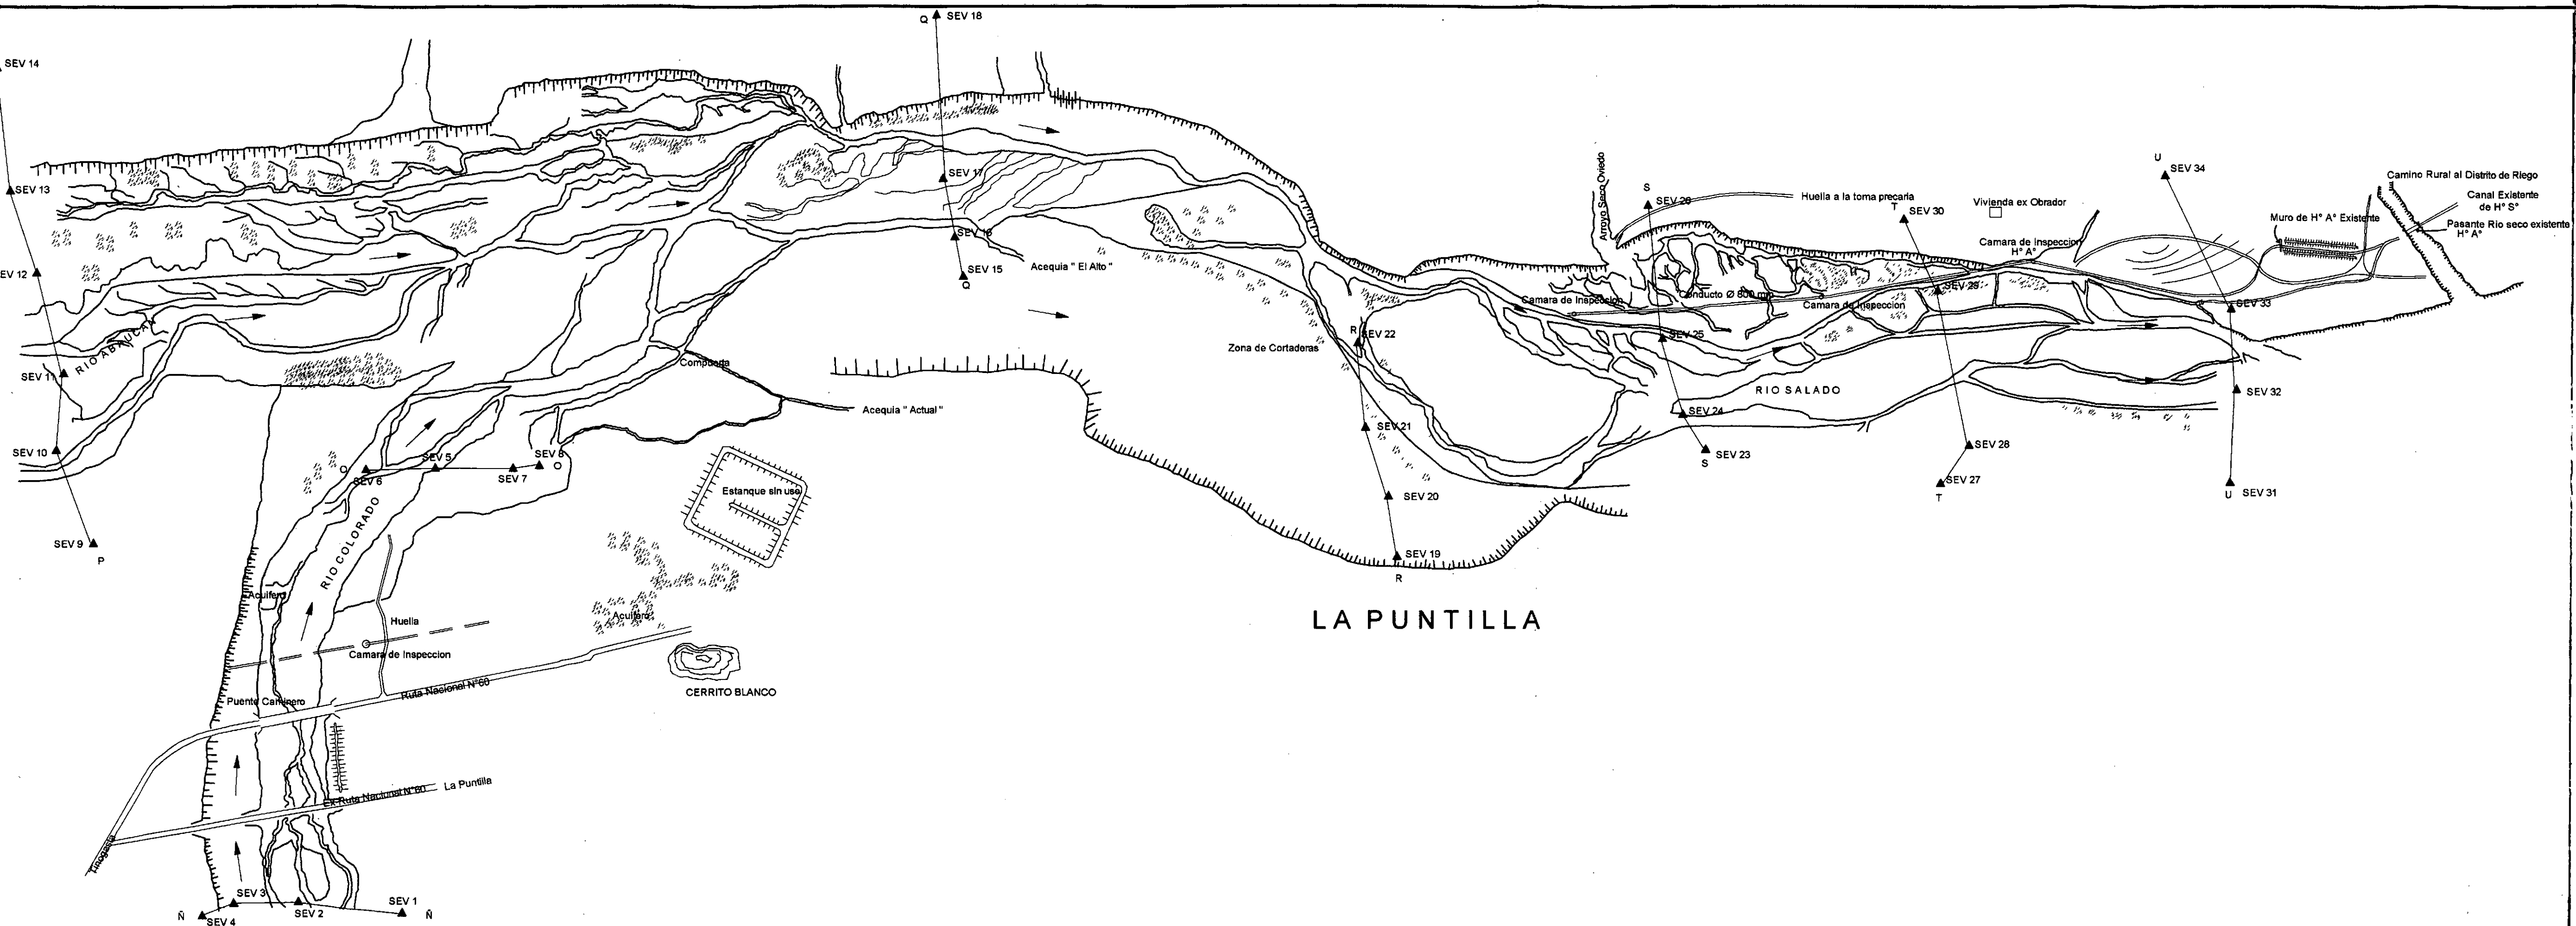 Q
SEV 18
SEV 14
SEV 13
SEV 17
SEV 16
SEV 15
Q
Acequia " El Alto "
SEV 12
RIO ABAUCAN
SEV 11
SEV 10
SEV 9
P
Compuerta
Acequia " Actual "
O
SEV 6
SEV 5
SEV 7
SEV 8
O
Estanque sin uso
RIO COLORADO
Acuifero
Acuifero
Huella
Camara de Inspeccion
Ruta Nacional N°60
CERRITO BLANCO
Puente Caminero
Ex Ruta Nacional N°60
La Puntilla
Tinogasta
Ñ
SEV 4
SEV 3
SEV 2
SEV 1
Ñ
Zona de Cortaderas
R
SEV 22
SEV 21
SEV 20
SEV 19
R
LA PUNTILLA
Arroyo Seco Oviedo
S
SEV 26
Huella a la toma precaria
Camara de Inspeccion
Conducto Ø 800 mm
Camara de Inspeccion
SEV 25
SEV 24
SEV 23
S
RIO SALADO
T
SEV 30
Vivienda ex Obrador
Camara de Inspeccion
H° A°
SEV 29
SEV 28
SEV 27
T
U
SEV 34
Muro de H° A° Existente
SEV 33
SEV 32
SEV 31
U
Camino Rural al Distrito de Riego
Canal Existente
de H° S°
Pasante Rio seco existente
H° A°